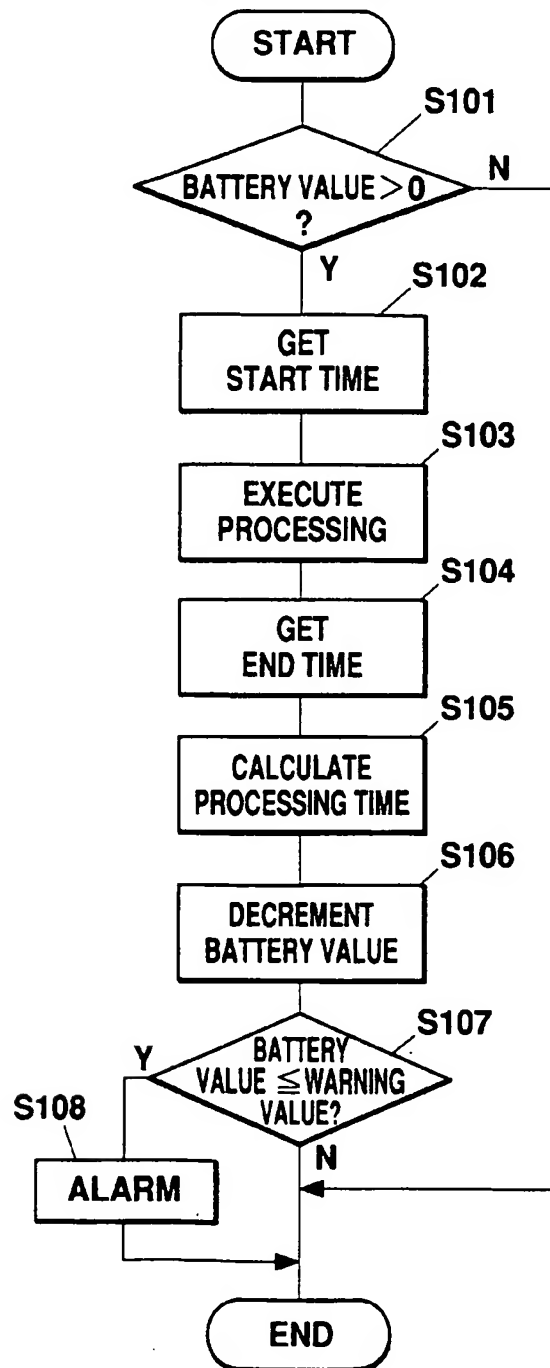 START
S101
BATTERY VALUE > 0
?
N
Y
S102
GET
START TIME
S103
EXECUTE
PROCESSING
S104
GET
END TIME
S105
CALCULATE
PROCESSING TIME
S106
DECREMENT
BATTERY VALUE
S107
BATTERY
VALUE ≦ WARNING
VALUE?
Y
N
S108
ALARM
END